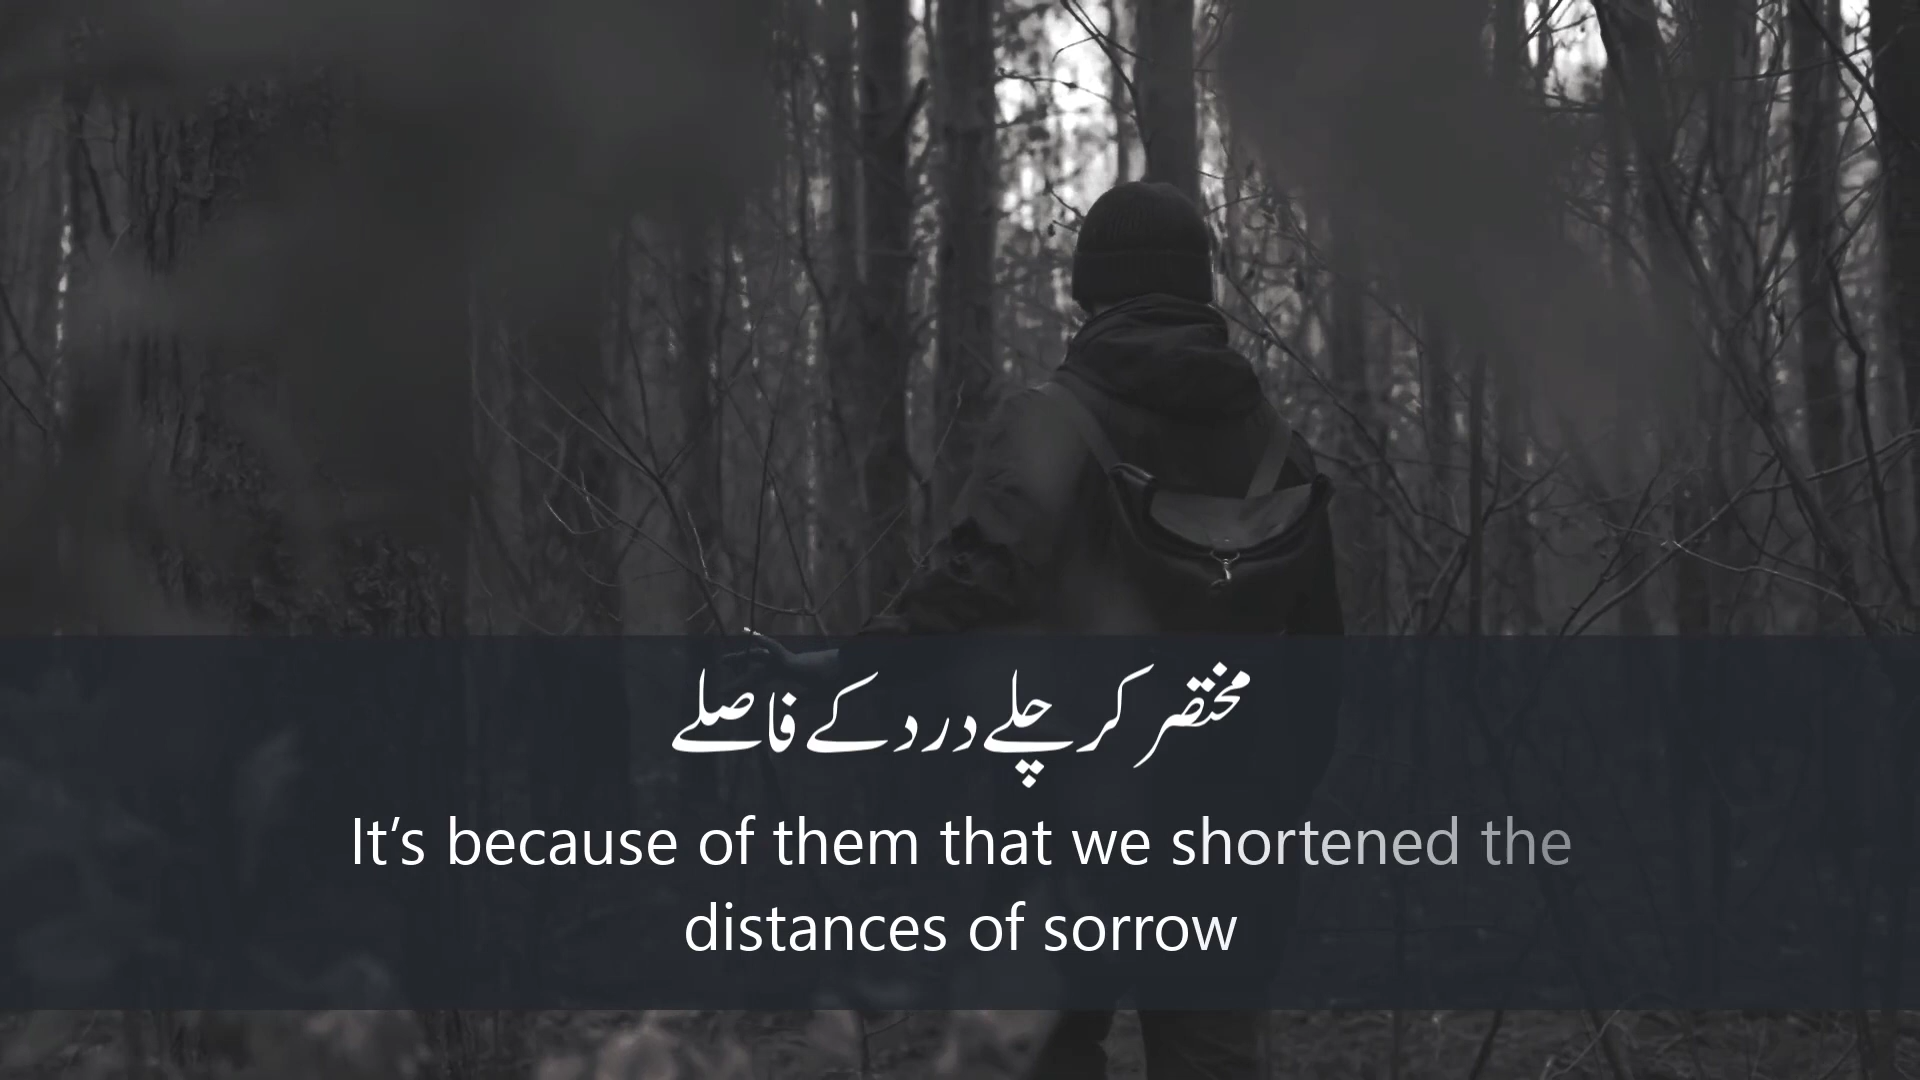 مختصر کر چلے درد کے فاصلے
It’s because of them that we shortened the
distances of sorrow